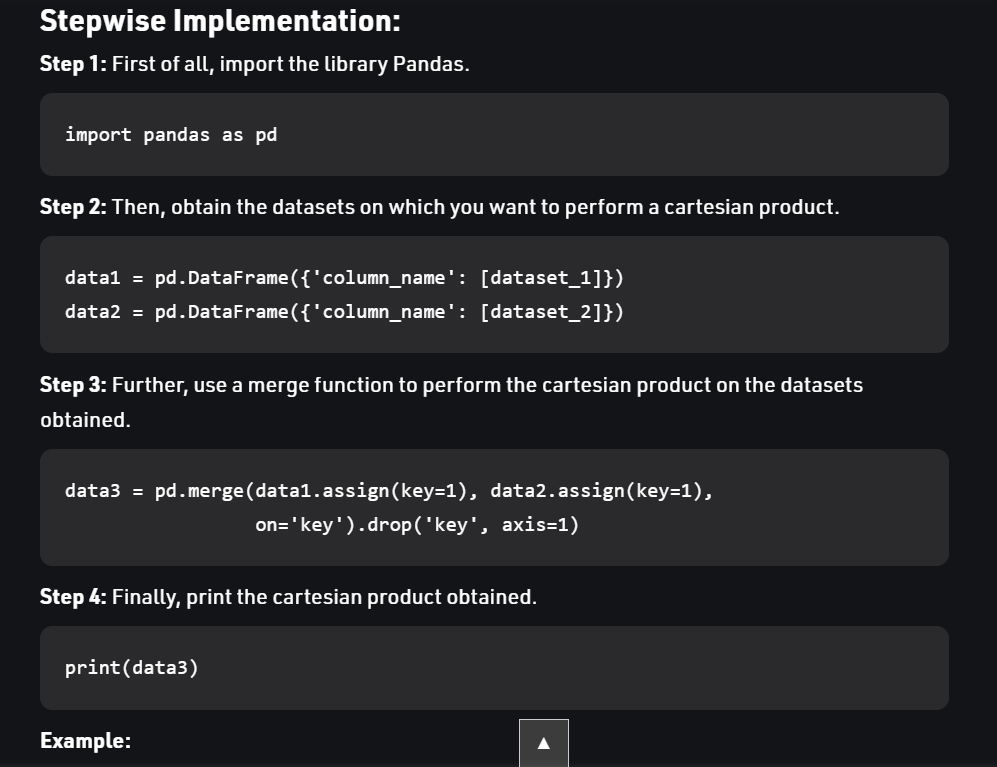 Stepwise Implementation:
Step 1: First of all, import the library Pandas.
import pandas as pd
Step 2: Then, obtain the datasets on which you want to perform a cartesian product.
data1 = pd.DataFrame({'column_name': [dataset_1]})
data2 = pd.DataFrame({'column_name': [dataset_2]})
Step 3: Further, use a merge function to perform the cartesian product on the datasets
obtained.
data3 = pd.merge(data1.assign(key=1), data2.assign(key=1),
                 on='key').drop('key', axis=1)
Step 4: Finally, print the cartesian product obtained.
print(data3)
Example: